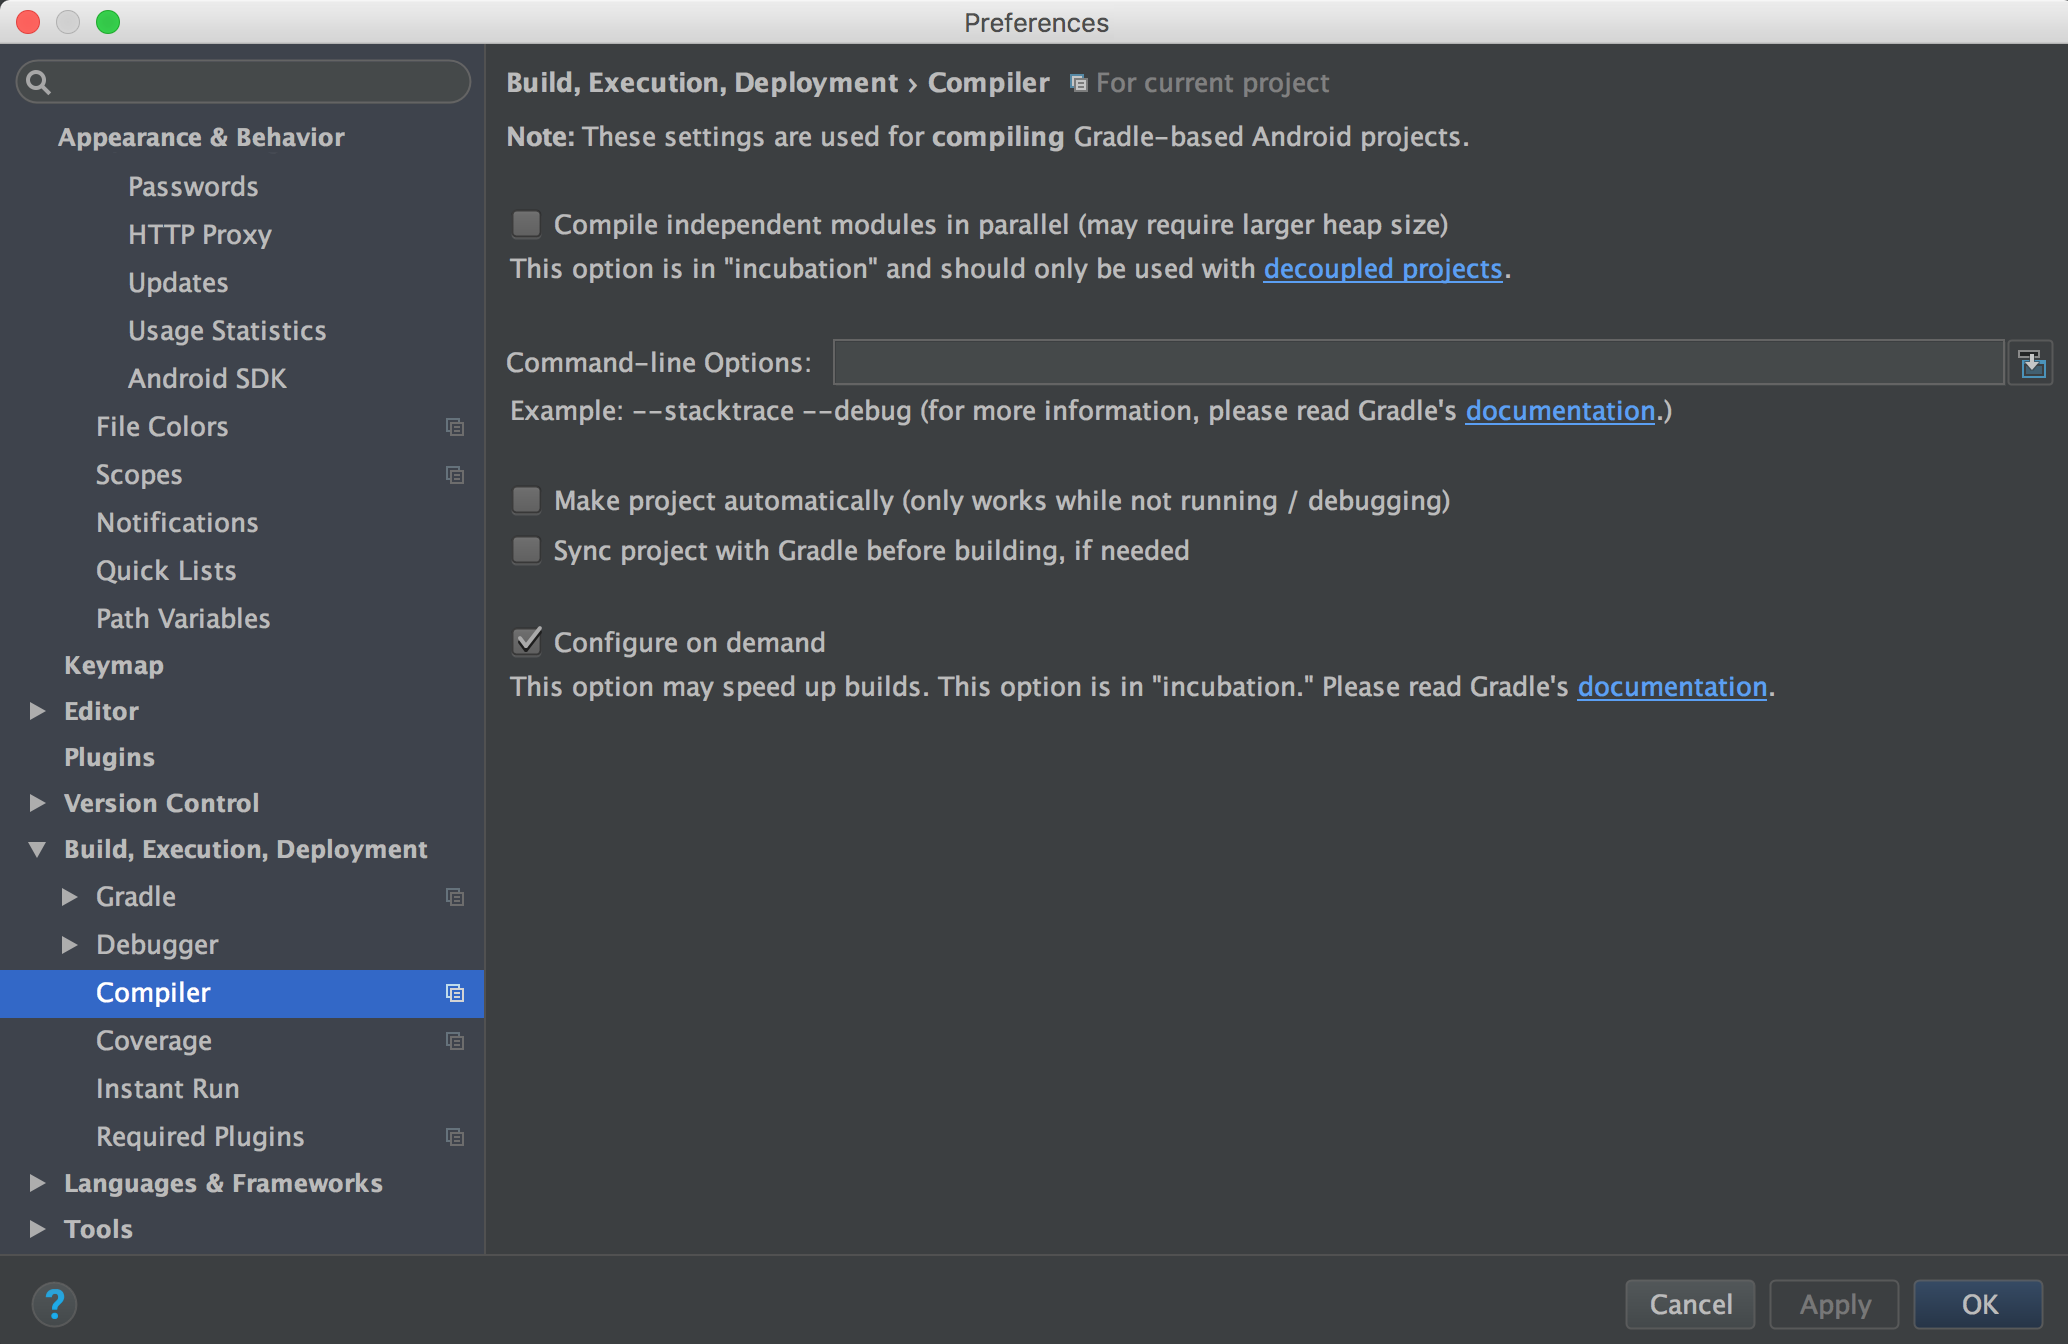 Preferences
Appearance & Behavior
Passwords
HTTP Proxy
Updates
Usage Statistics
Android SDK
File Colors
Scopes
Notifications
Quick Lists
Path Variables
Keymap
Editor
Plugins
Version Control
Build, Execution, Deployment
Gradle
Debugger
Compiler
Coverage
Instant Run
Required Plugins
Languages & Frameworks
Tools
Build, Execution, Deployment › Compiler For current project
Note: These settings are used for compiling Gradle-based Android projects.
Compile independent modules in parallel (may require larger heap size)
This option is in "incubation" and should only be used with decoupled projects.
Command-line Options:
Example: --stacktrace --debug (for more information, please read Gradle's documentation.)
Make project automatically (only works while not running / debugging)
Sync project with Gradle before building, if needed
Configure on demand
This option may speed up builds. This option is in "incubation." Please read Gradle's documentation.
?
Cancel Apply OK